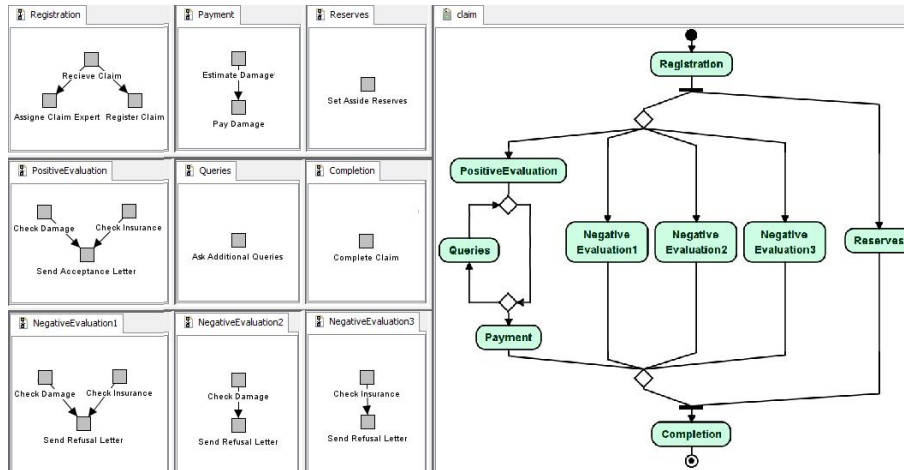 Registration
Recieve Claim
Assigne Claim Expert
Register Claim
Payment
Estimate Damage
Pay Damage
Reserves
Set Asside Reserves
PositiveEvaluation
Check Damage
Check Insurance
Send Acceptance Letter
Queries
Ask Additional Queries
Completion
Complete Claim
NegativeEvaluation1
Check Damage
Check Insurance
Send Refusal Letter
NegativeEvaluation2
Check Damage
Send Refusal Letter
NegativeEvaluation3
Check Insurance
Send Refusal Letter
claim
Registration
PositiveEvaluation
Queries
Payment
Negative
Evaluation1
Negative
Evaluation2
Negative
Evaluation3
Reserves
Completion